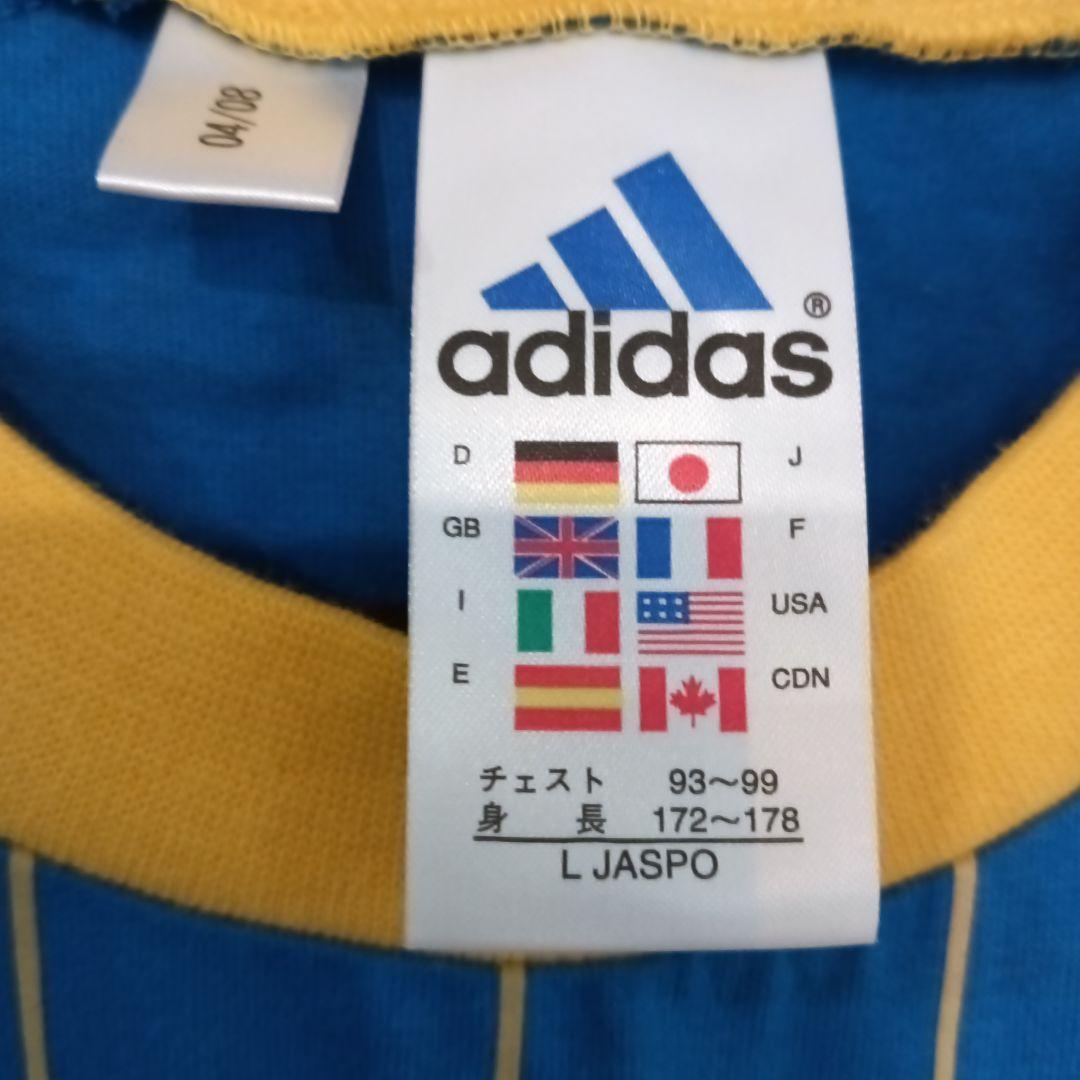 04/08
adidas®
D J
GB F
I USA
E CDN
チェスト 93～99
身長 172～178
L JASPO